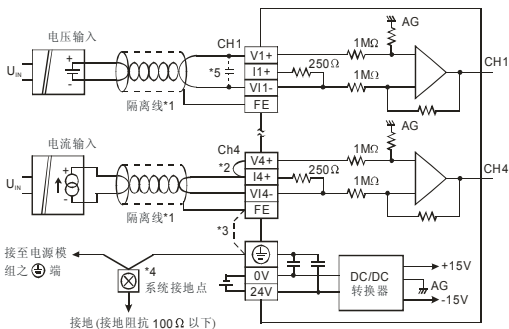 电压输入
AG
CH1
V1+
1MΩ
250Ω
I1+
CH1
UIN
*5
1MΩ
VI1-
隔离线*1
FE
电流输入
Ch4
AG
*2
V4+
1MΩ
250Ω
I4+
CH4
UIN
1MΩ
VI4-
隔离线*1
FE
*3
接至电源模
组之 端
*4
系统接地点
0V
24V
DC/DC
转换器
+15V
AG
-15V
接地 (接地阻抗 100Ω 以下)